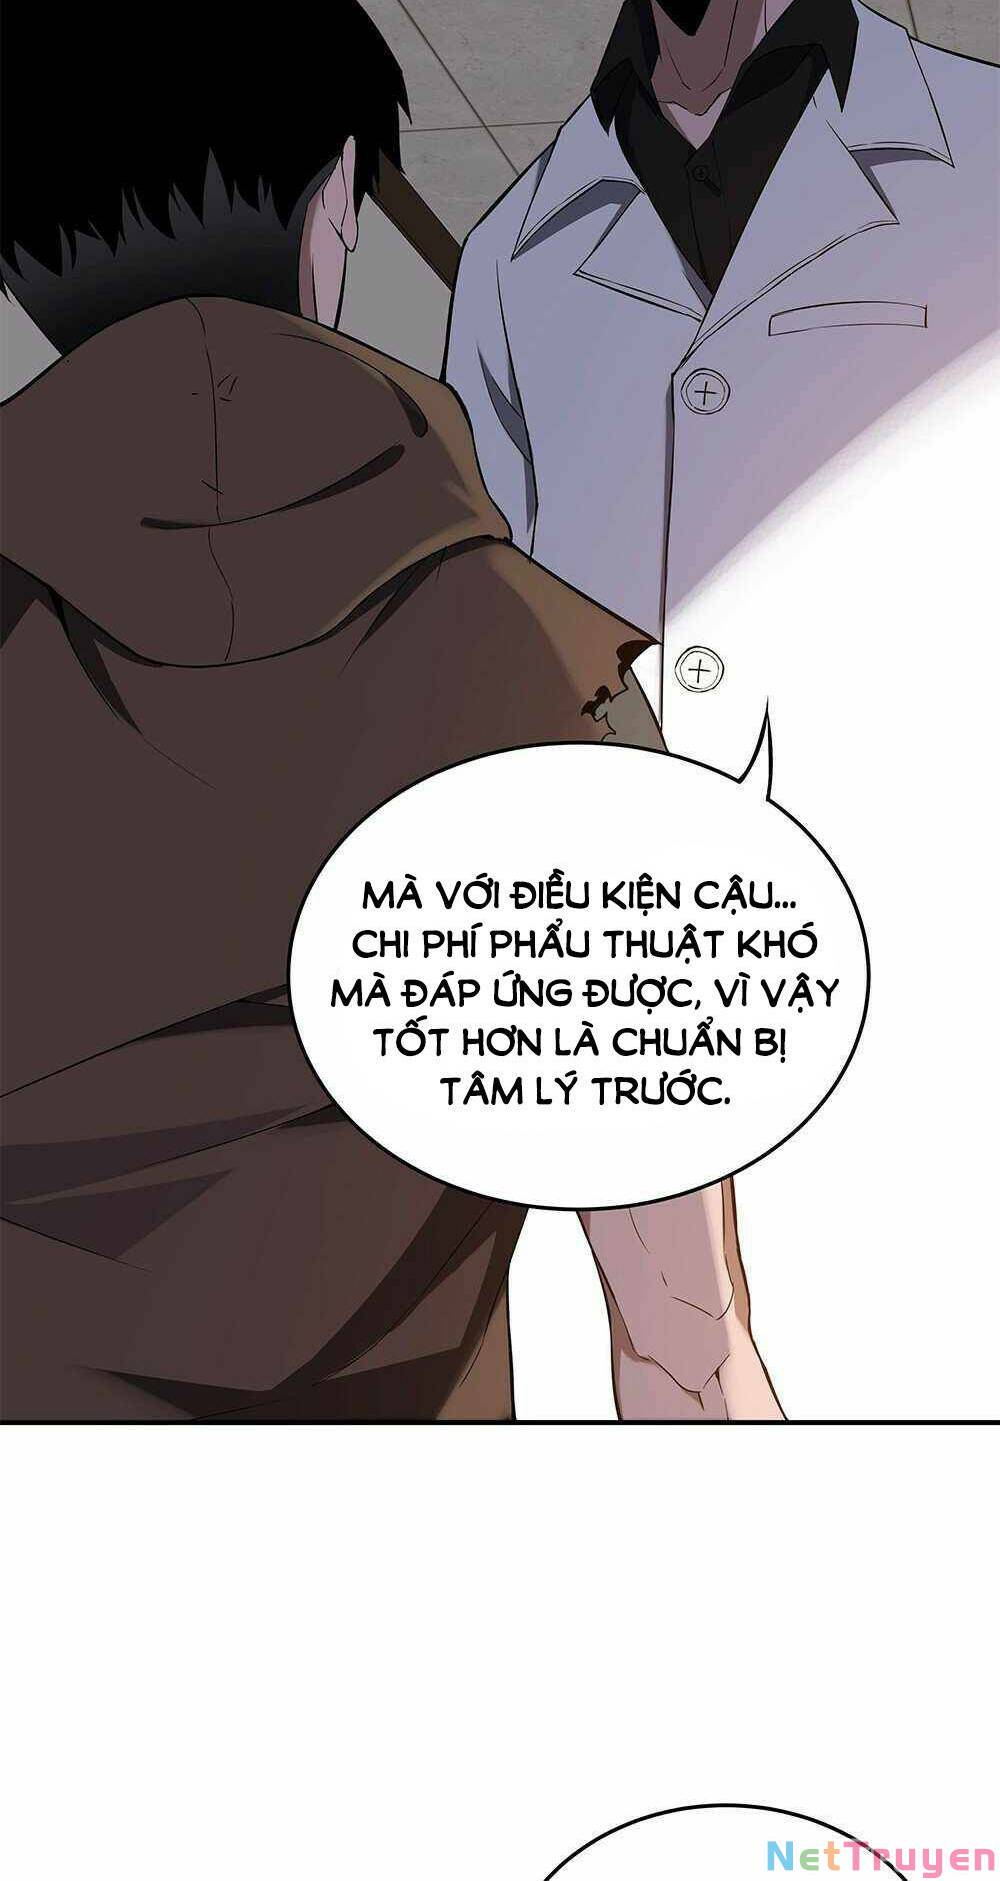 MÀ VỚI ĐIỀU KIỆN CẬU...
CHI PHÍ PHẨU THUẬT KHÓ
MÀ ĐÁP ỨNG ĐƯỢC, VÌ VẬY
TỐT HƠN LÀ CHUẨN BỊ
TÂM LÝ TRƯỚC.
NetTruyen